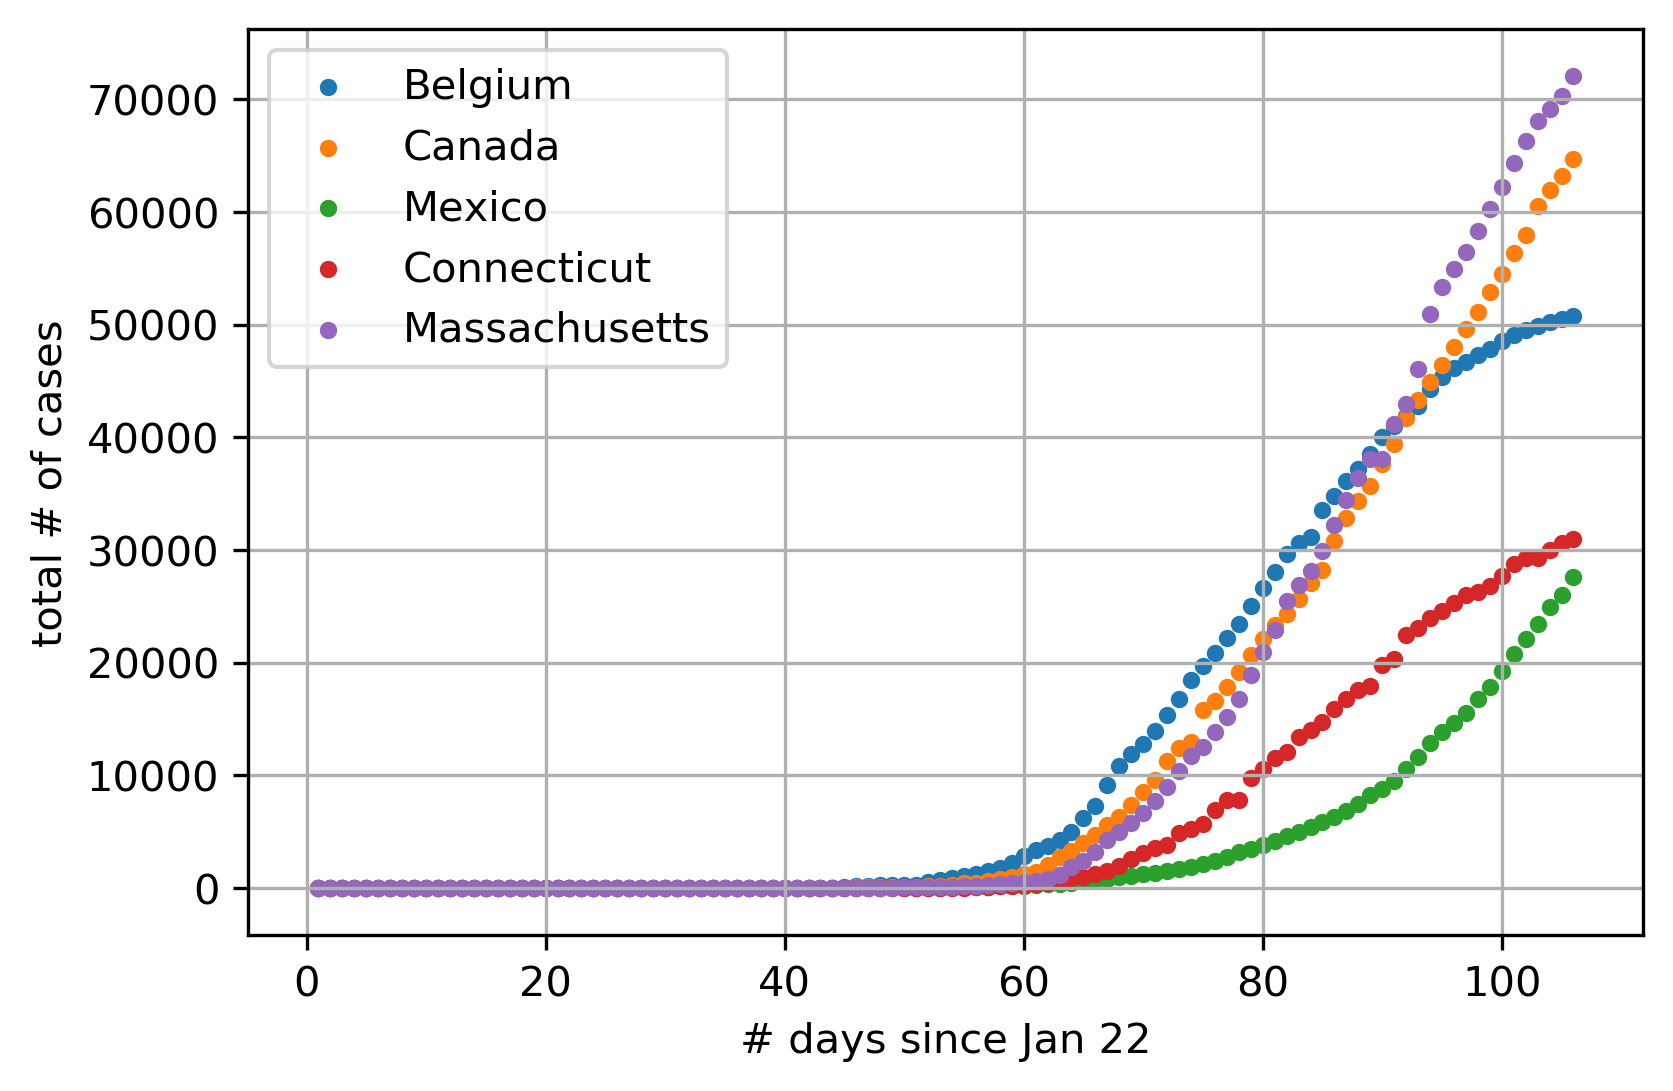 Belgium
Canada
Mexico
Connecticut
Massachusetts
70000
60000
50000
40000
30000
20000
10000
0
total # of cases
0 20 40 60 80 100
# days since Jan 22